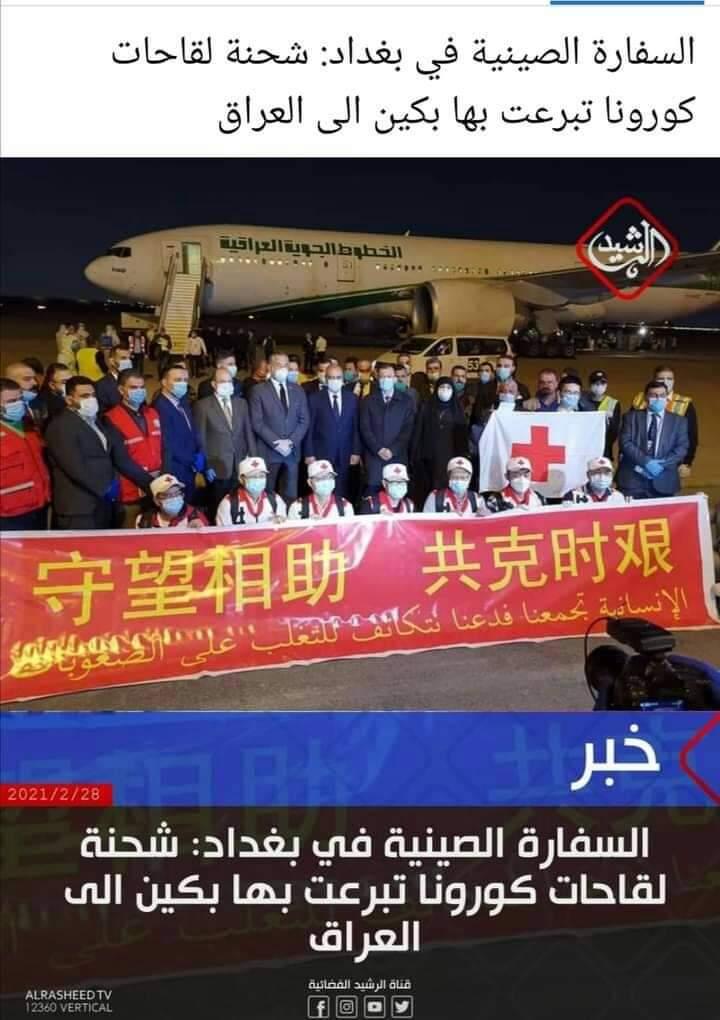 السفارة الصينية في بغداد: شحنة لقاحات
كورونا تبرعت بها بكين الى العراق
الرشيد
الخطوط الجوية العراقية
53
守望相助 共克时艰
الإنسانية تجمعنا فدعنا نتكاتف للتغلب على الصعوبات
خبر
2021/2/28
السفارة الصينية في بغداد: شحنة
لقاحات كورونا تبرعت بها بكين الى
العراق
قناة الرشيد الفضائية
ALRASHEED TV
12360 VERTICAL